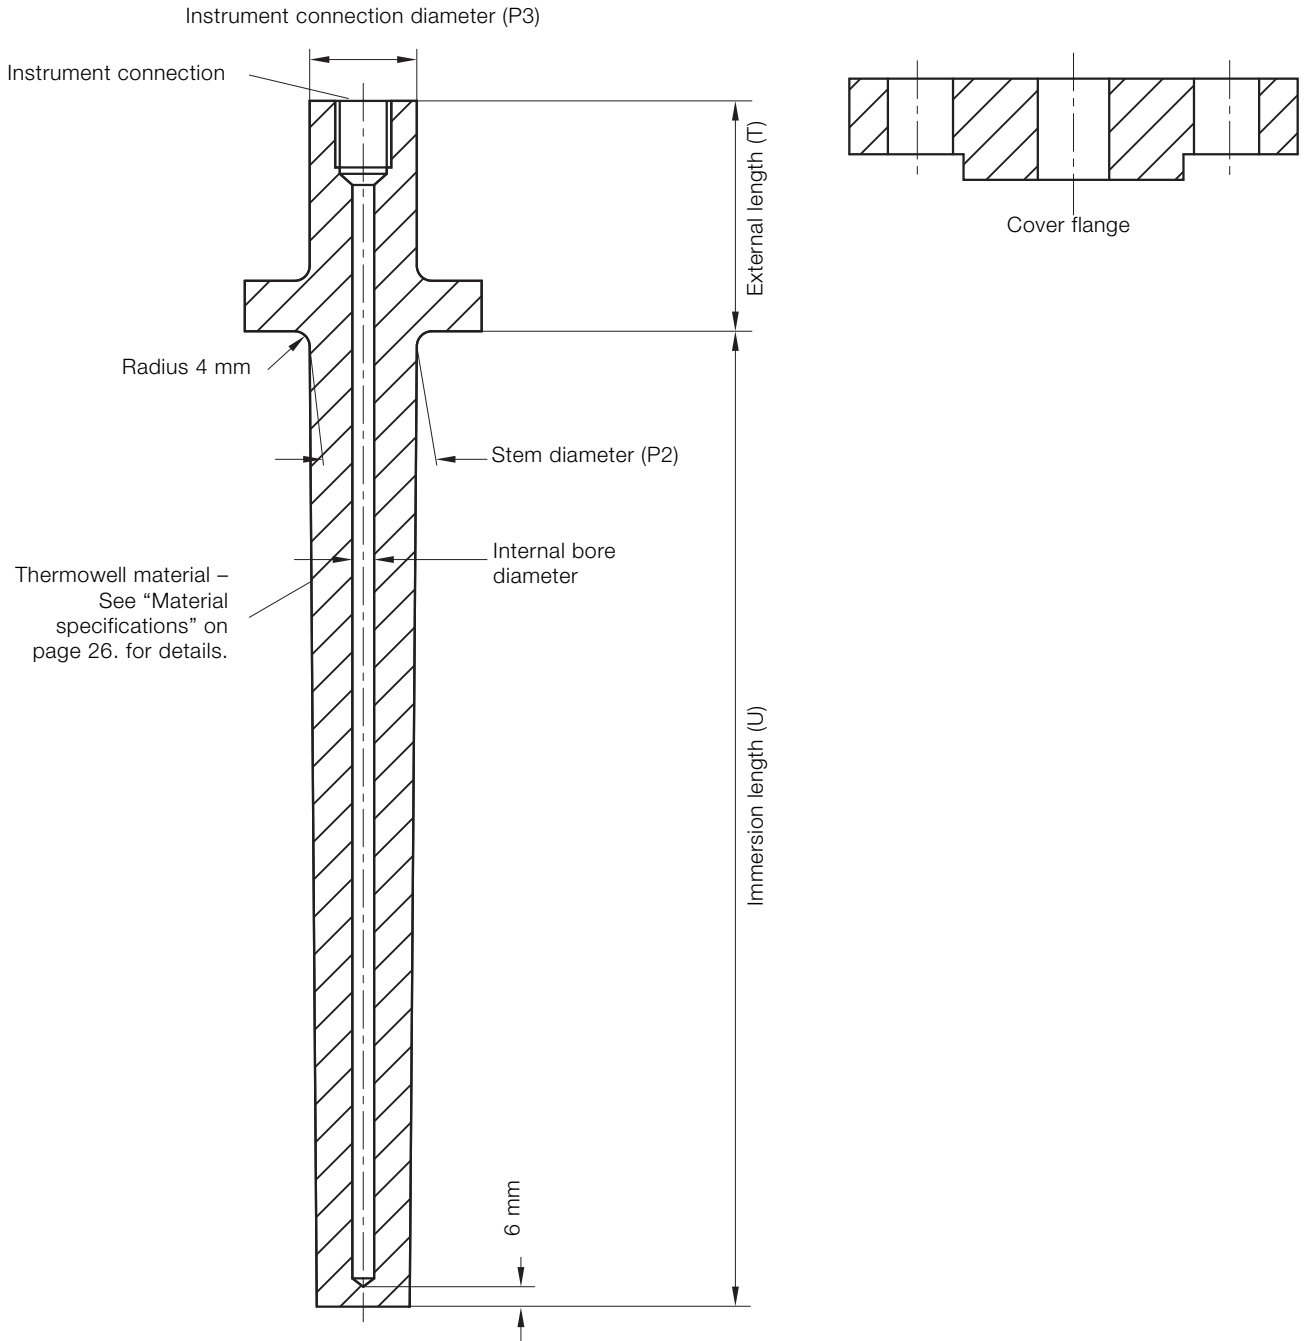 Instrument connection diameter (P3)
Instrument connection
External length (T)
Cover flange
Radius 4 mm
Stem diameter (P2)
Internal bore
diameter
Thermowell material –
See “Material
specifications” on
page 26. for details.
Immersion length (U)
6 mm